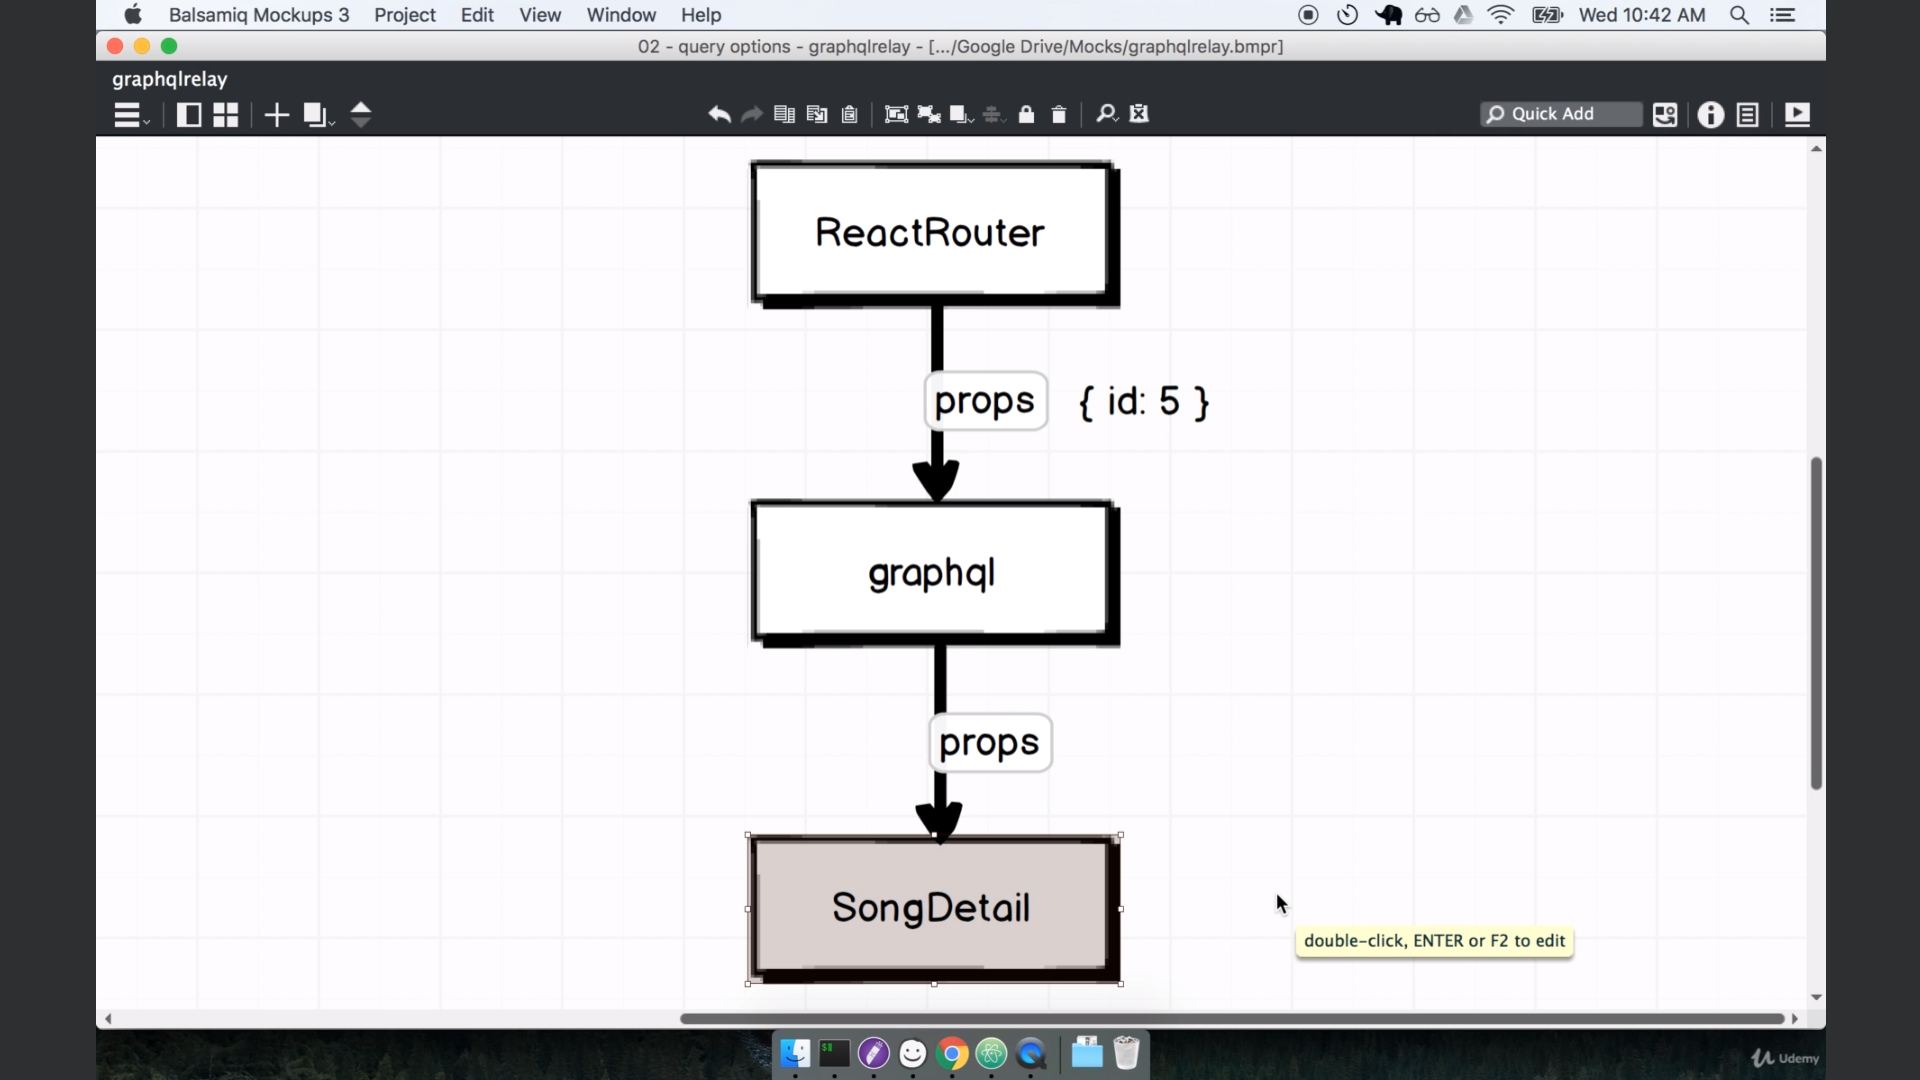 Balsamiq Mockups 3 Project Edit View Window Help Wed 10:42 AM
02 - query options - graphqlrelay - [.../Google Drive/Mocks/graphqlrelay.bmpr]
graphqlrelay
Quick Add
ReactRouter
props { id: 5 }
graphql
props
SongDetail
double-click, ENTER or F2 to edit
$$
Udemy